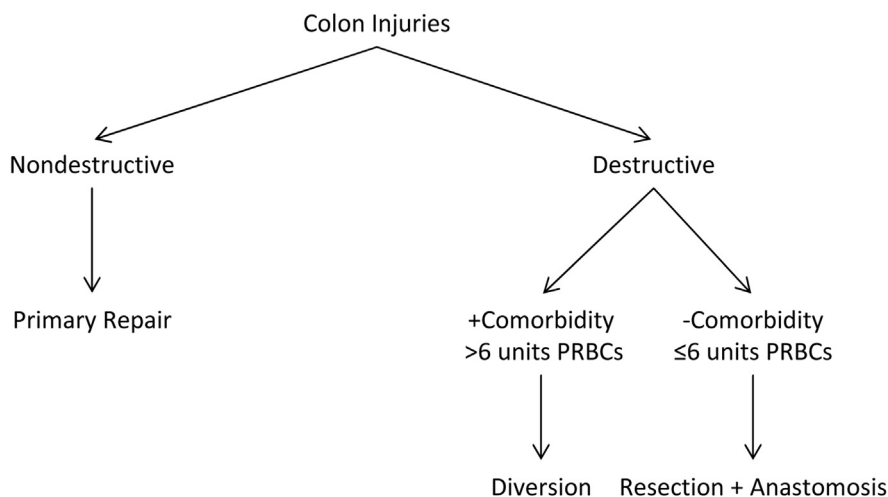 Colon Injuries
Nondestructive
Destructive
Primary Repair
+Comorbidity
>6 units PRBCs
-Comorbidity
≤6 units PRBCs
Diversion
Resection + Anastomosis